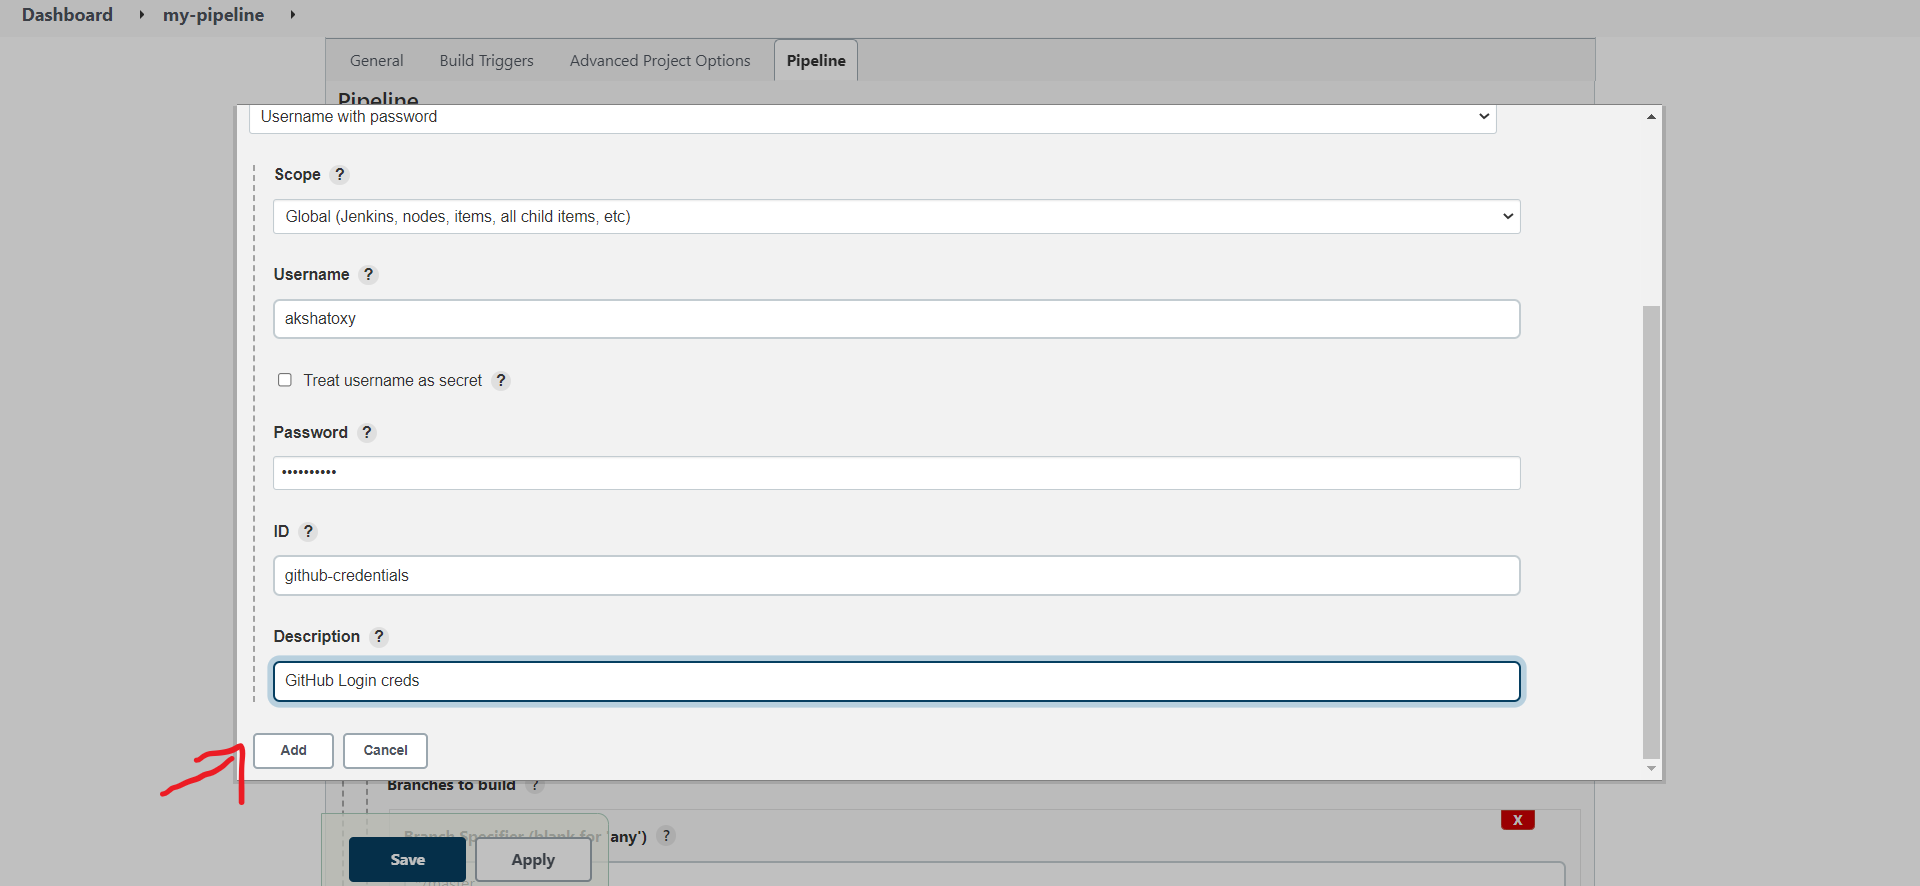 Dashboard my-pipeline
General Build Triggers Advanced Project Options Pipeline
Pipeline
Username with password
Scope ?
Global (Jenkins, nodes, items, all child items, etc)
Username ?
akshatoxy
Treat username as secret ?
Password ?
••••••••••
ID ?
github-credentials
Description ?
GitHub Login creds
Add Cancel
Branches to build ?
X
Branch Specifier (blank for 'any') ?
Save Apply
/master